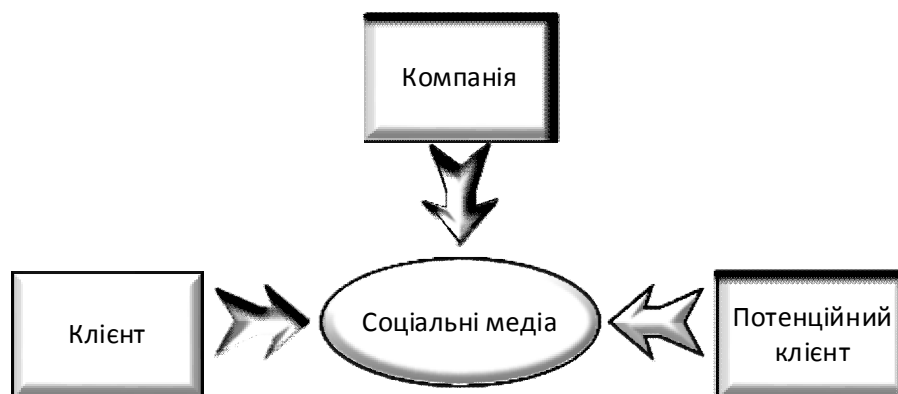 Компанія
Клієнт
Соціальні медіа
Потенційний
клієнт